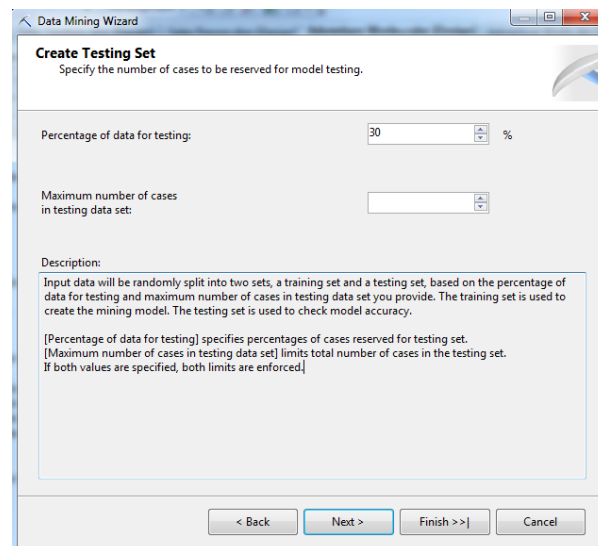 Data Mining Wizard
Create Testing Set
Specify the number of cases to be reserved for model testing.
Percentage of data for testing:
30
%
Maximum number of cases
in testing data set:
Description:
Input data will be randomly split into two sets, a training set and a testing set, based on the percentage of
data for testing and maximum number of cases in testing data set you provide. The training set is used to
create the mining model. The testing set is used to check model accuracy.
[Percentage of data for testing] specifies percentages of cases reserved for testing set.
[Maximum number of cases in testing data set] limits total number of cases in the testing set.
If both values are specified, both limits are enforced.
< Back
Next >
Finish >>|
Cancel